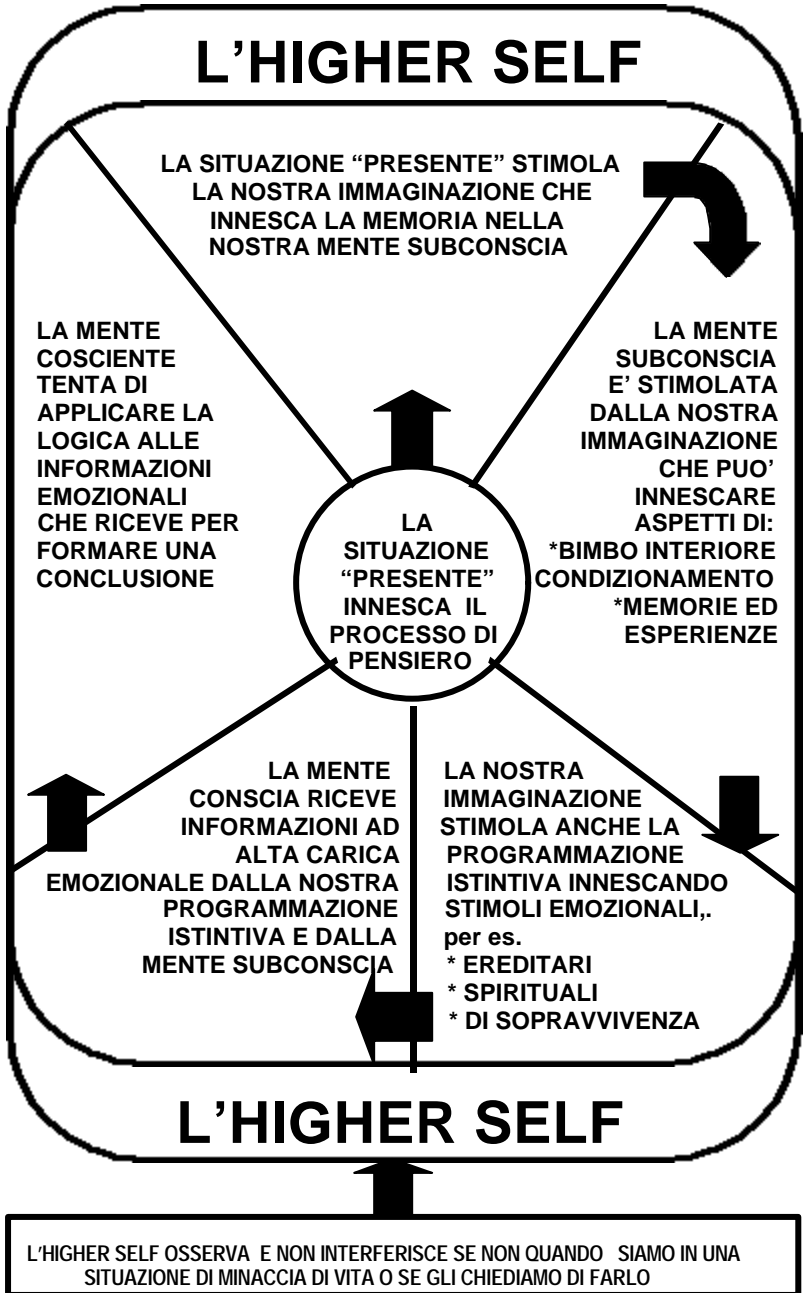 L'HIGHER SELF
LA SITUAZIONE “PRESENTE” STIMOLA
LA NOSTRA IMMAGINAZIONE CHE
INNESCA LA MEMORIA NELLA
NOSTRA MENTE SUBCONSCIA
LA MENTE
COSCIENTE
TENTA DI
APPLICARE LA
LOGICA ALLE
INFORMAZIONI
EMOZIONALI
CHE RICEVE PER
FORMARE UNA
CONCLUSIONE
LA
SITUAZIONE
“PRESENTE”
INNESCA IL
PROCESSO DI
PENSIERO
LA MENTE
SUBCONSCIA
E’ STIMOLATA
DALLA NOSTRA
IMMAGINAZIONE
CHE PUO’
INNESCARE
ASPETTI DI:
*BIMBO INTERIORE
CONDIZIONAMENTO
*MEMORIE ED
ESPERIENZE
LA MENTE
CONSCIA RICEVE
INFORMAZIONI AD
ALTA CARICA
EMOZIONALE DALLA NOSTRA
PROGRAMMAZIONE
ISTINTIVA E DALLA
MENTE SUBCONSCIA
LA NOSTRA
IMMAGINAZIONE
STIMOLA ANCHE LA
PROGRAMMAZIONE
ISTINTIVA INNESCANDO
STIMOLI EMOZIONALI,.
per es.
* EREDITARI
* SPIRITUALI
* DI SOPRAVVIVENZA
L’HIGHER SELF
L’HIGHER SELF OSSERVA E NON INTERFERISCE SE NON QUANDO SIAMO IN UNA
SITUAZIONE DI MINACCIA DI VITA O SE GLI CHIEDIAMO DI FARLO